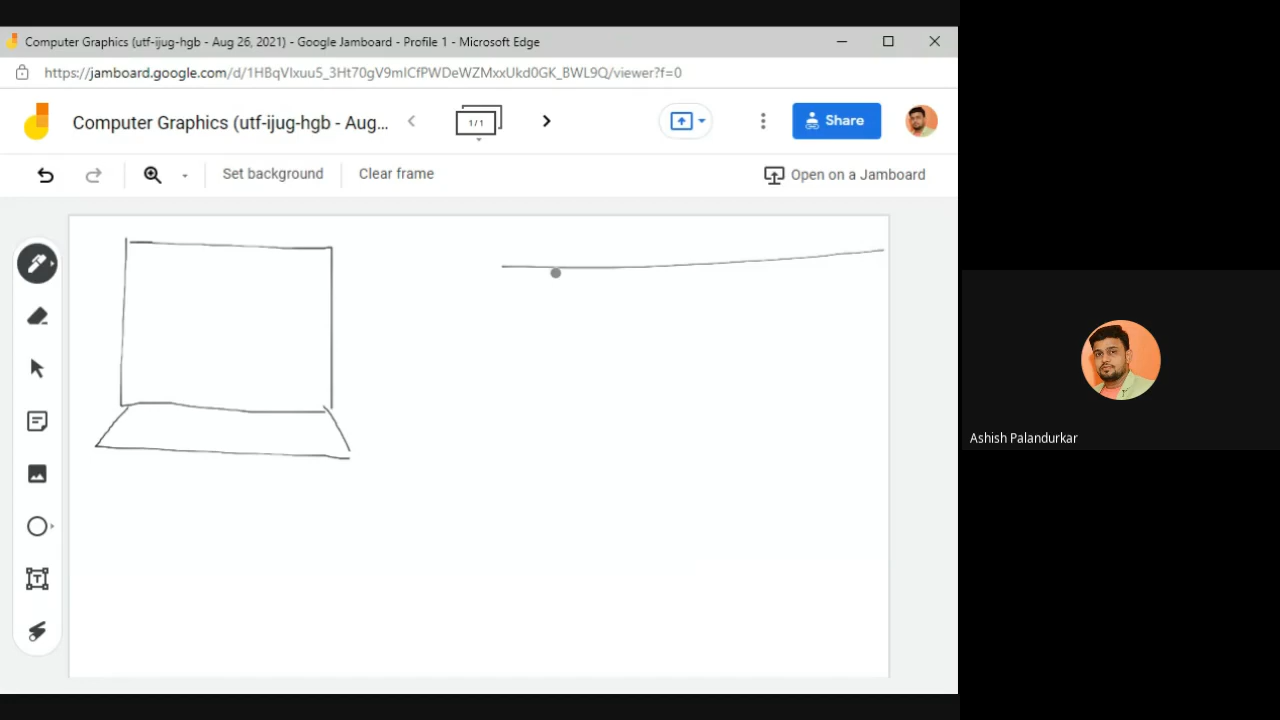 Computer Graphics (utf-ijug-hgb - Aug 26, 2021) - Google Jamboard - Profile 1 - Microsoft Edge
https://jamboard.google.com/d/1HBqVIxuu5_3Ht70gV9mICfPWDeWZMxxUkd0GK_BWL9Q/viewer?f=0
Computer Graphics (utf-ijug-hgb - Aug...
1/1
Share
Set background
Clear frame
Open on a Jamboard
T
Ashish Palandurkar